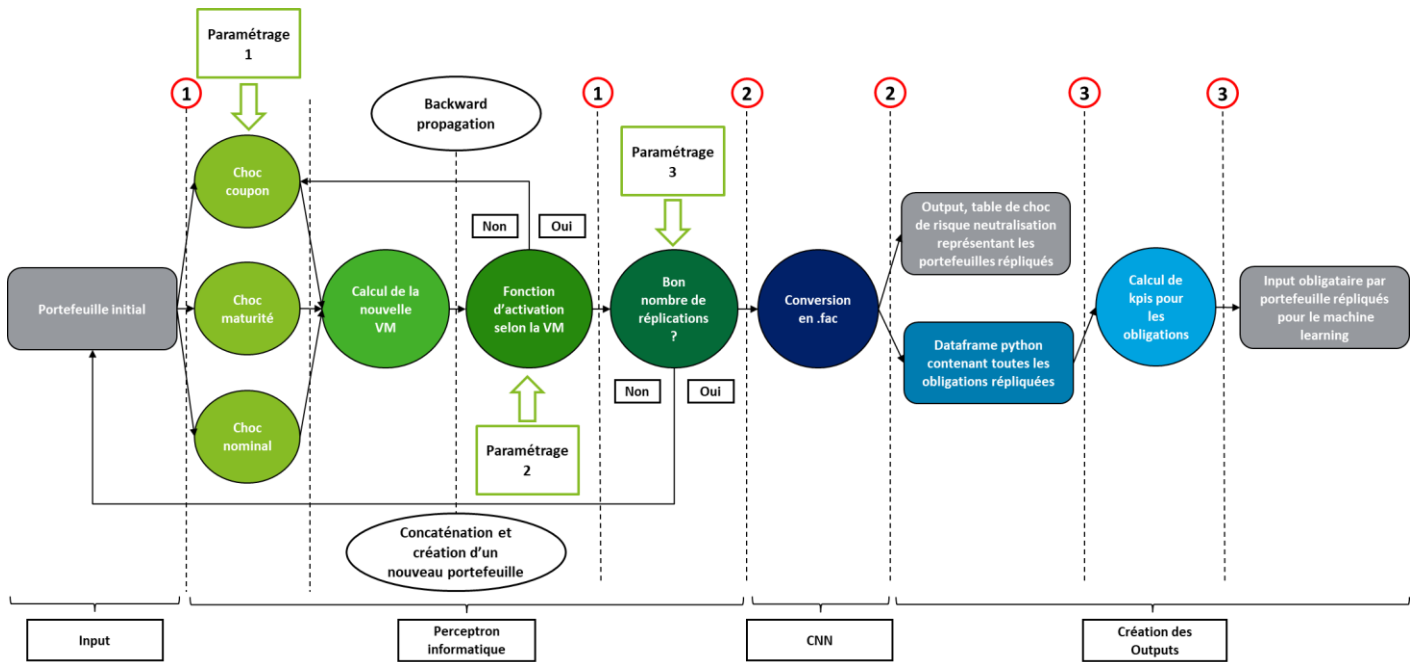 Paramétrage
1
1
1
2
2
3
3
Backward
propagation
Paramétrage
3
Choc
coupon
Non
Oui
Output, table de choc
de risque neutralisation
représentant les
portefeuilles répliqués
Portefeuille initial
Choc
maturité
Calcul de la
nouvelle
VM
Fonction
d’activation
selon la VM
Bon
nombre de
réplications
?
Conversion
en .fac
Calcul de
kpis pour
les
obligations
Input obligataire par
portefeuille répliqués
pour le machine
learning
Dataframe python
contenant toutes les
obligations répliquées
Non
Oui
Choc
nominal
Paramétrage
2
Concaténation et
création d’un
nouveau portefeuille
Input
Perceptron
informatique
CNN
Création des
Outputs